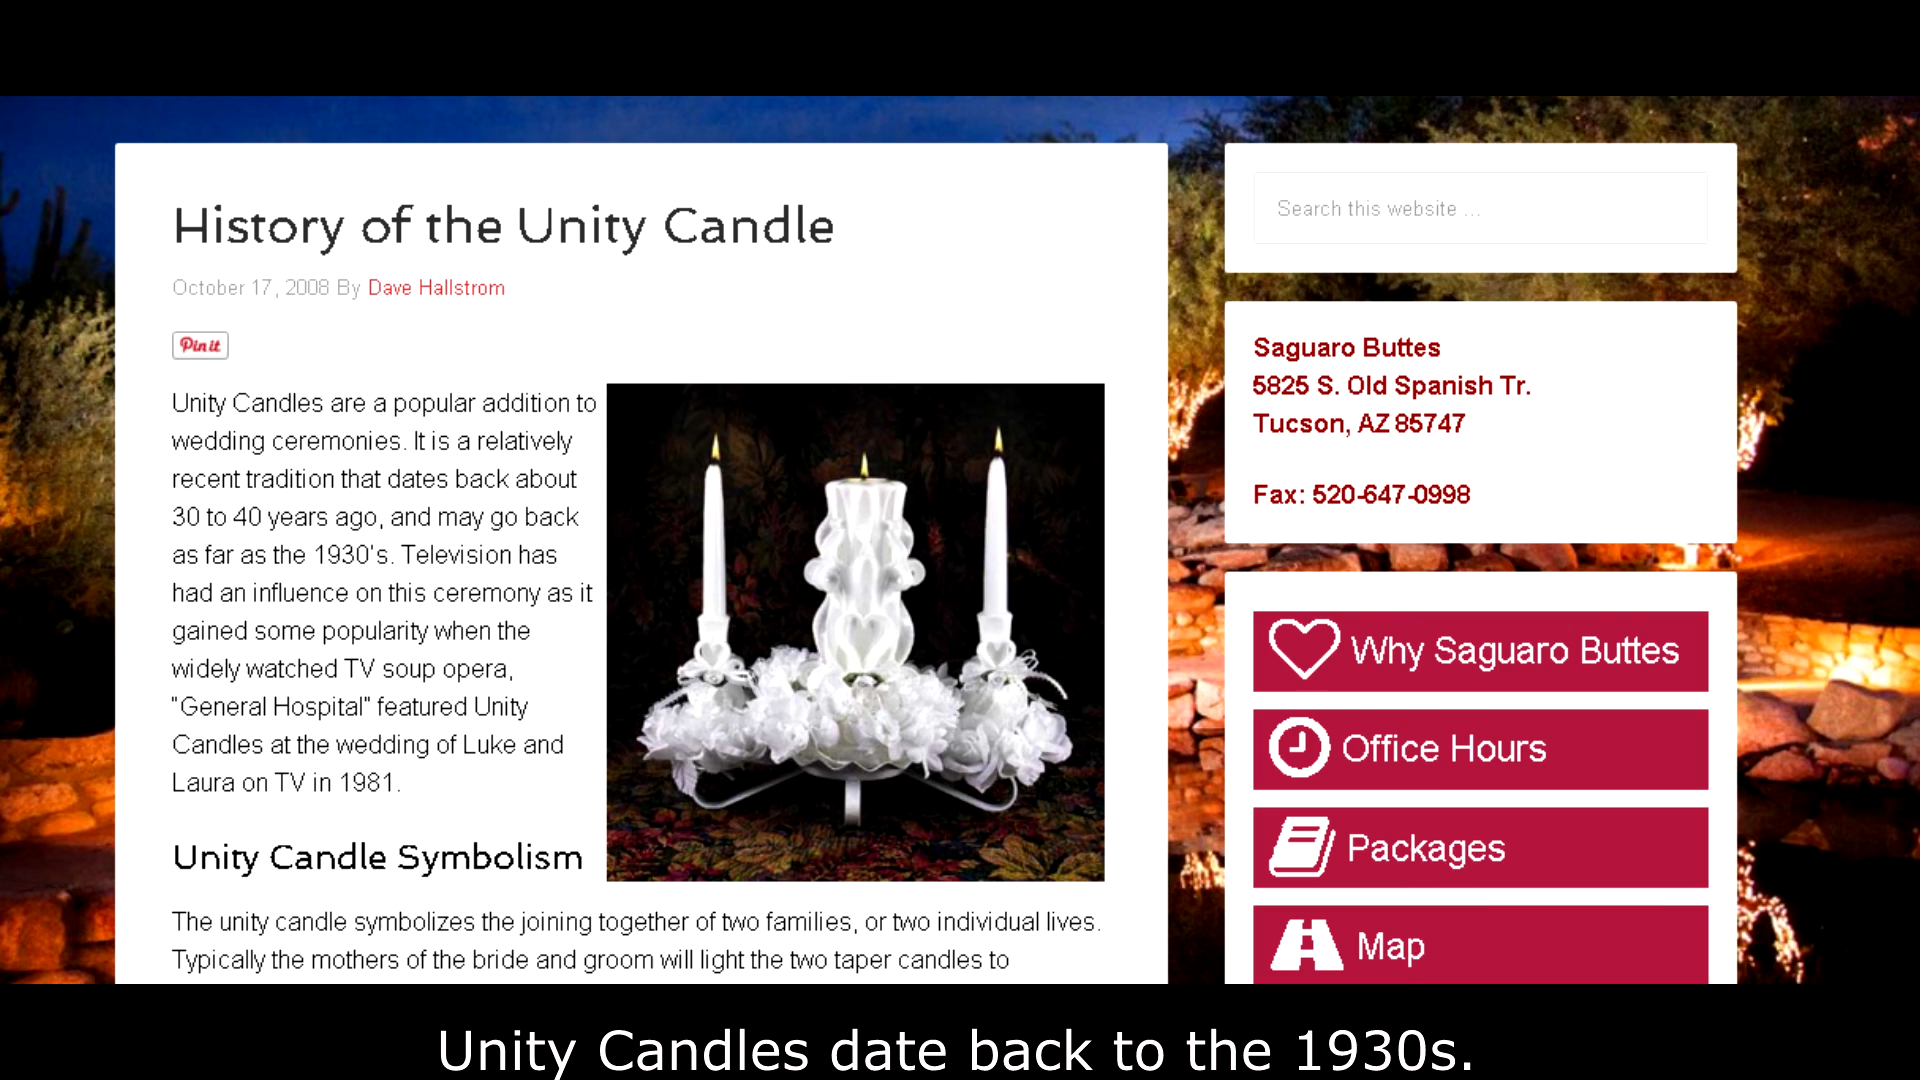 History of the Unity Candle
October 17, 2008 By Dave Hallstrom
Pin it
Unity Candles are a popular addition to
wedding ceremonies. It is a relatively
recent tradition that dates back about
30 to 40 years ago, and may go back
as far as the 1930's. Television has
had an influence on this ceremony as it
gained some popularity when the
widely watched TV soup opera,
"General Hospital" featured Unity
Candles at the wedding of Luke and
Laura on TV in 1981.
Unity Candle Symbolism
The unity candle symbolizes the joining together of two families, or two individual lives.
Typically the mothers of the bride and groom will light the two taper candles to
Search this website ...
Saguaro Buttes
5825 S. Old Spanish Tr.
Tucson, AZ 85747
Fax: 520-647-0998
Why Saguaro Buttes
Office Hours
Packages
Map
Unity Candles date back to the 1930s.